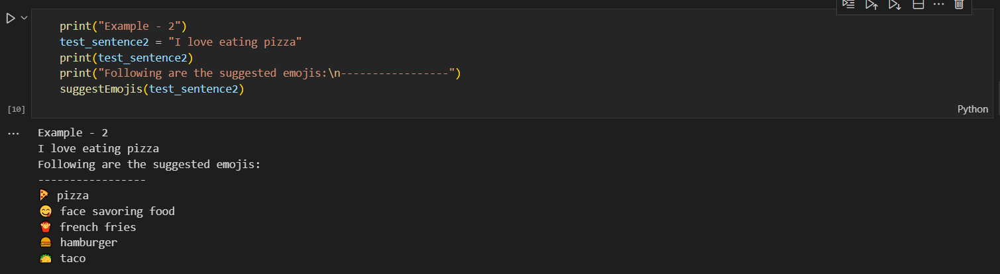 print("Example - 2")
test_sentence2 = "I love eating pizza"
print(test_sentence2)
print("Following are the suggested emojis:\n-----------------")
suggestEmojis(test_sentence2)
[10]
Python
Example - 2
I love eating pizza
Following are the suggested emojis:
-----------------
🍕 pizza
😋 face savoring food
🍟 french fries
🍔 hamburger
🌮 taco